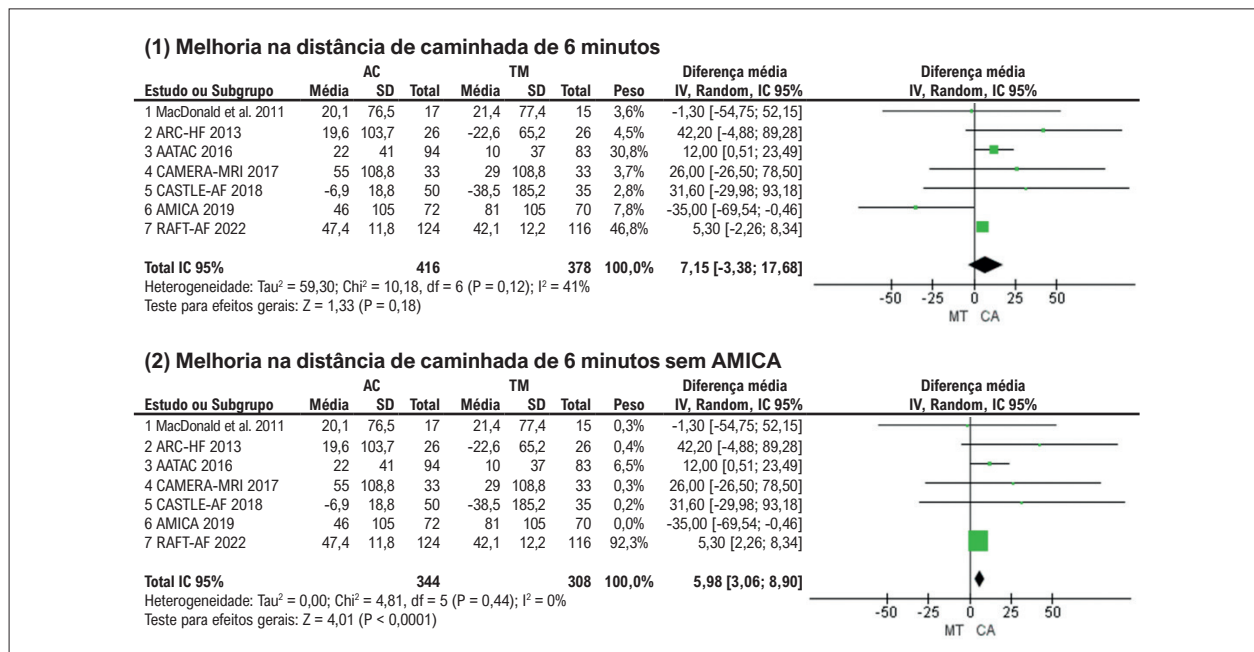 (1) Melhoria na distância de caminhada de 6 minutos
AC TM Diferença média Diferença média
Estudo ou Subgrupo Média SD Total Média SD Total Peso IV, Random, IC 95% IV, Random, IC 95%
1 MacDonald et al. 2011 20,1 76,5 17 21,4 77,4 15 3,6% -1,30 [-54,75; 52,15]
2 ARC-HF 2013 19,6 103,7 26 -22,6 65,2 26 4,5% 42,20 [-4,88; 89,28]
3 AATAC 2016 22 41 94 10 37 83 30,8% 12,00 [0,51; 23,49]
4 CAMERA-MRI 2017 55 108,8 33 29 108,8 33 3,7% 26,00 [-26,50; 78,50]
5 CASTLE-AF 2018 -6,9 18,8 50 -38,5 185,2 35 2,8% 31,60 [-29,98; 93,18]
6 AMICA 2019 46 105 72 81 105 70 7,8% -35,00 [-69,54; -0,46]
7 RAFT-AF 2022 47,4 11,8 124 42,1 12,2 116 46,8% 5,30 [-2,26; 8,34]
Total IC 95% 416 378 100,0% 7,15 [-3,38; 17,68]
Heterogeneidade: Tau² = 59,30; Chi² = 10,18, df = 6 (P = 0,12); I² = 41%
Teste para efeitos gerais: Z = 1,33 (P = 0,18)
-50 -25 0 25 50
MT CA
(2) Melhoria na distância de caminhada de 6 minutos sem AMICA
AC TM Diferença média Diferença média
Estudo ou Subgrupo Média SD Total Média SD Total Peso IV, Random, IC 95% IV, Random, IC 95%
1 MacDonald et al. 2011 20,1 76,5 17 21,4 77,4 15 0,3% -1,30 [-54,75; 52,15]
2 ARC-HF 2013 19,6 103,7 26 -22,6 65,2 26 0,4% 42,20 [-4,88; 89,28]
3 AATAC 2016 22 41 94 10 37 83 6,5% 12,00 [0,51; 23,49]
4 CAMERA-MRI 2017 55 108,8 33 29 108,8 33 0,3% 26,00 [-26,50; 78,50]
5 CASTLE-AF 2018 -6,9 18,8 50 -38,5 185,2 35 0,2% 31,60 [-29,98; 93,18]
6 AMICA 2019 46 105 72 81 105 70 0,0% -35,00 [-69,54; -0,46]
7 RAFT-AF 2022 47,4 11,8 124 42,1 12,2 116 92,3% 5,30 [2,26; 8,34]
Total IC 95% 344 308 100,0% 5,98 [3,06; 8,90]
Heterogeneidade: Tau² = 0,00; Chi² = 4,81, df = 5 (P = 0,44); I² = 0%
Teste para efeitos gerais: Z = 4,01 (P < 0,0001)
-50 -25 0 25 50
MT CA